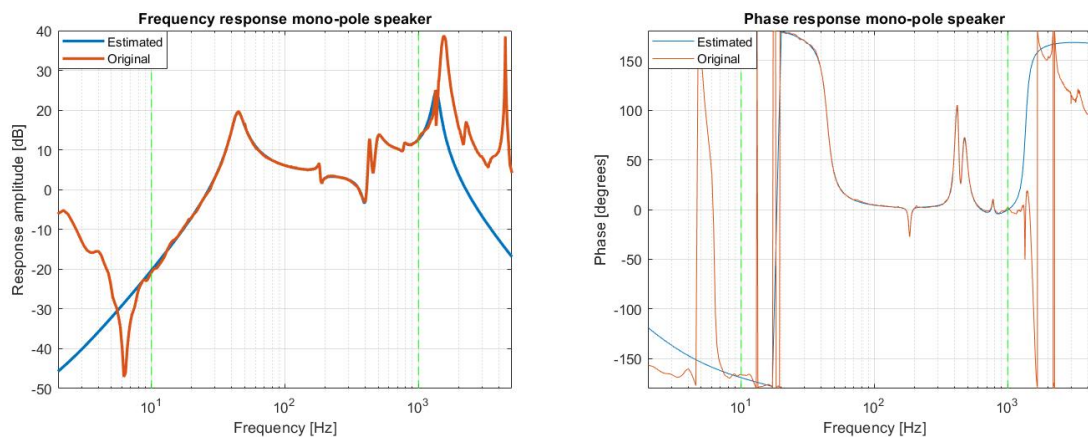 Frequency response mono-pole speaker
Estimated
Original
Response amplitude [dB]
40
30
20
10
0
-10
-20
-30
-40
-50
10^1
10^2
10^3
Frequency [Hz]
Phase response mono-pole speaker
Estimated
Original
Phase [degrees]
150
100
50
0
-50
-100
-150
10^1
10^2
10^3
Frequency [Hz]